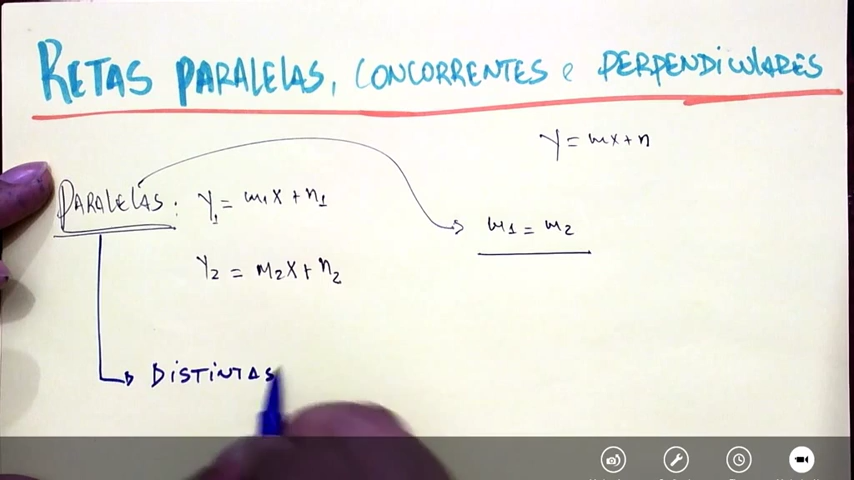 RETAS PARALELAS, CONCORRENTES e PERPENDICULARES
Y = mx + n
PARALELAS: Y₁ = m₁x + n₁
m₁ = m₂
Y₂ = m₂x + n₂
DISTINTAS